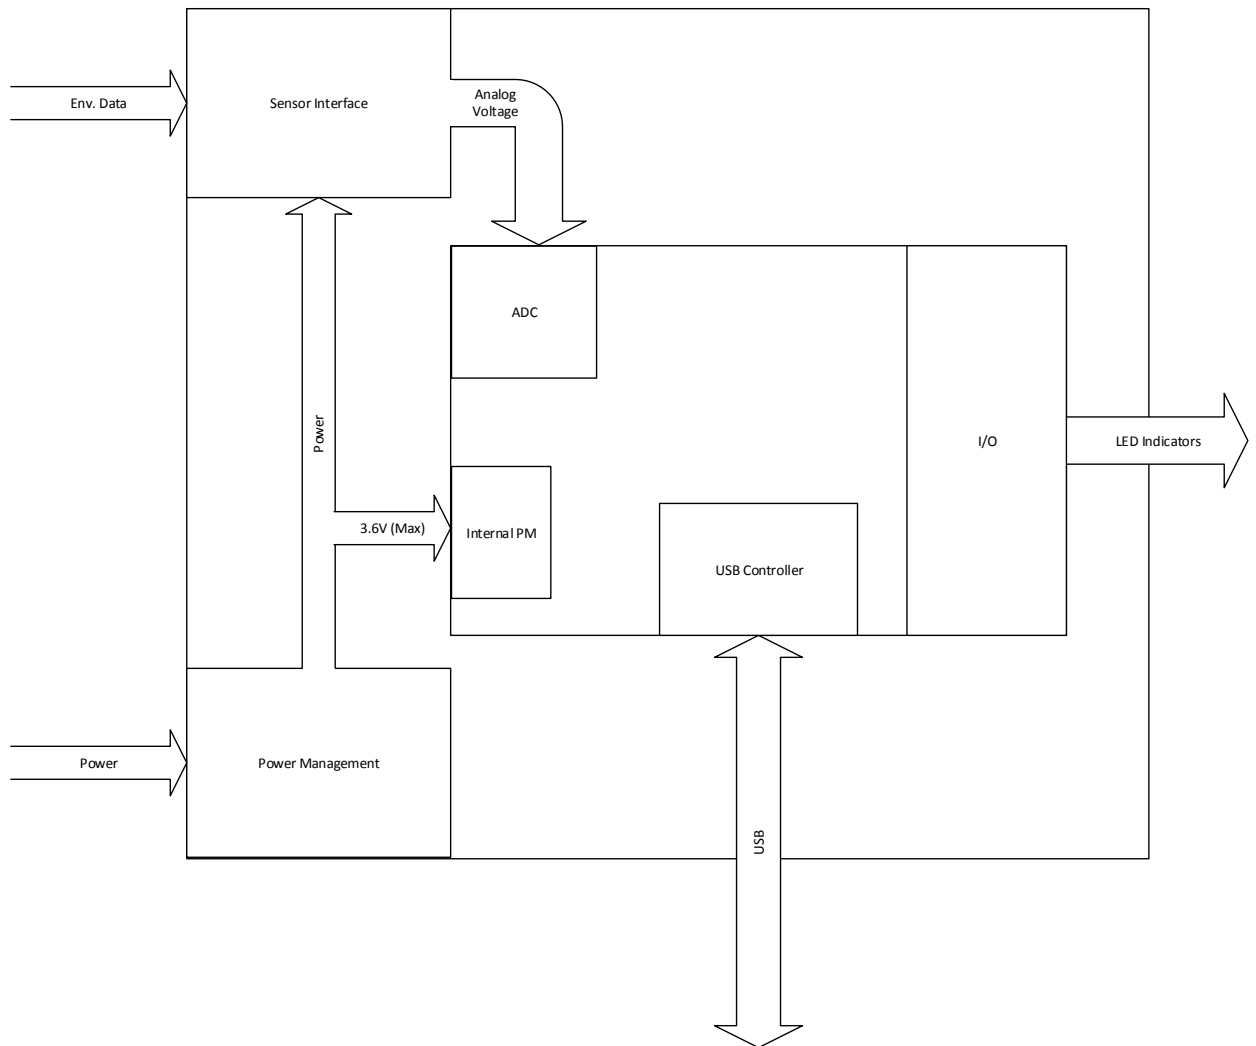 Env. Data
Sensor Interface
Analog
Voltage
ADC
Power
I/O
LED Indicators
3.6V (Max)
Internal PM
USB Controller
Power
Power Management
USB